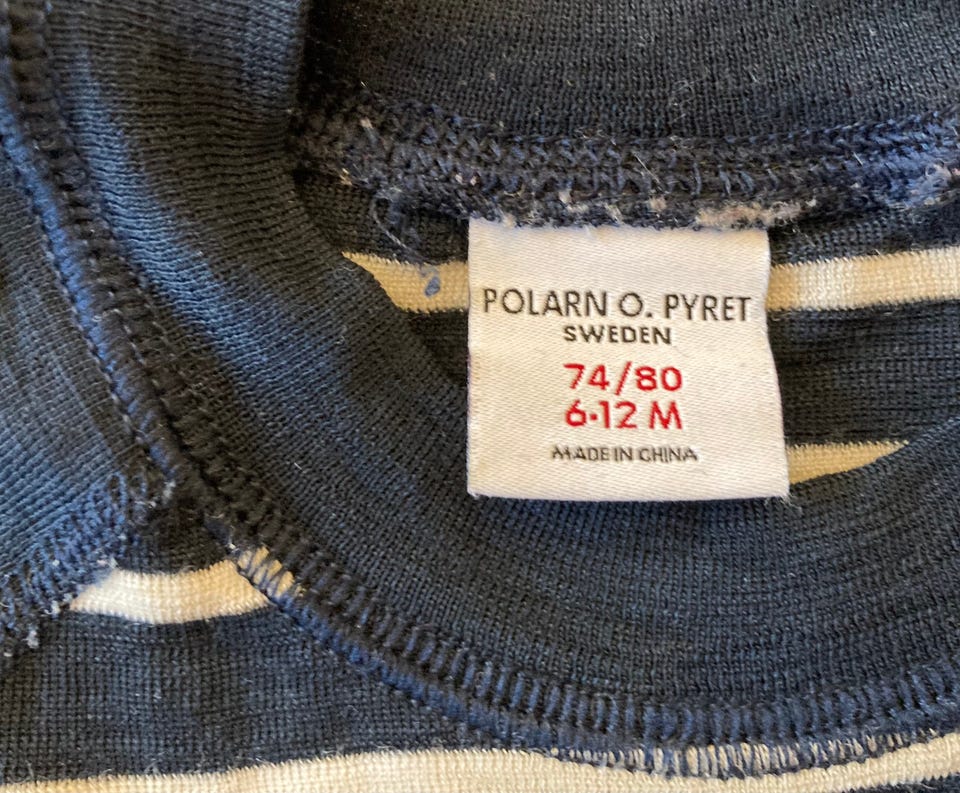 POLARN O. PYRET
SWEDEN
74/80
6-12 M
MADE IN CHINA